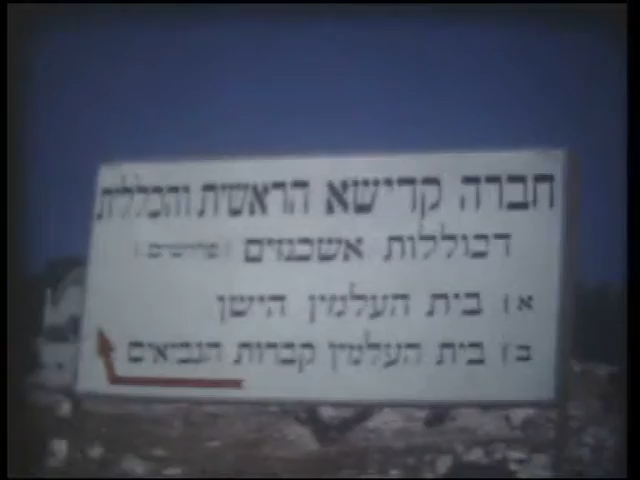 חברה קדישא הראשית והכללית
דכוללות אשכנזים (פרושים)
א) בית העלמין הישן
ב) בית העלמין קברות הנביאים